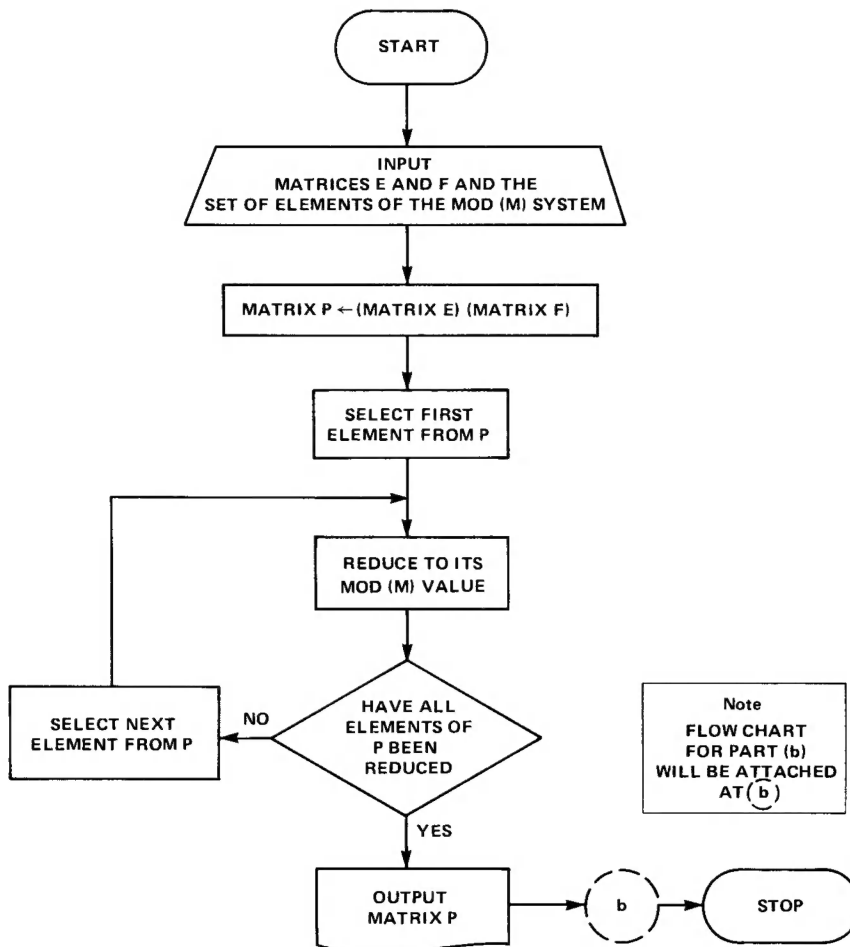 START
INPUT
MATRICES E AND F AND THE
SET OF ELEMENTS OF THE MOD (M) SYSTEM
MATRIX P ← (MATRIX E) (MATRIX F)
SELECT FIRST
ELEMENT FROM P
REDUCE TO ITS
MOD (M) VALUE
HAVE ALL
ELEMENTS OF
P BEEN
REDUCED
NO
SELECT NEXT
ELEMENT FROM P
YES
OUTPUT
MATRIX P
b
STOP
Note
FLOW CHART
FOR PART (b)
WILL BE ATTACHED
AT (b)